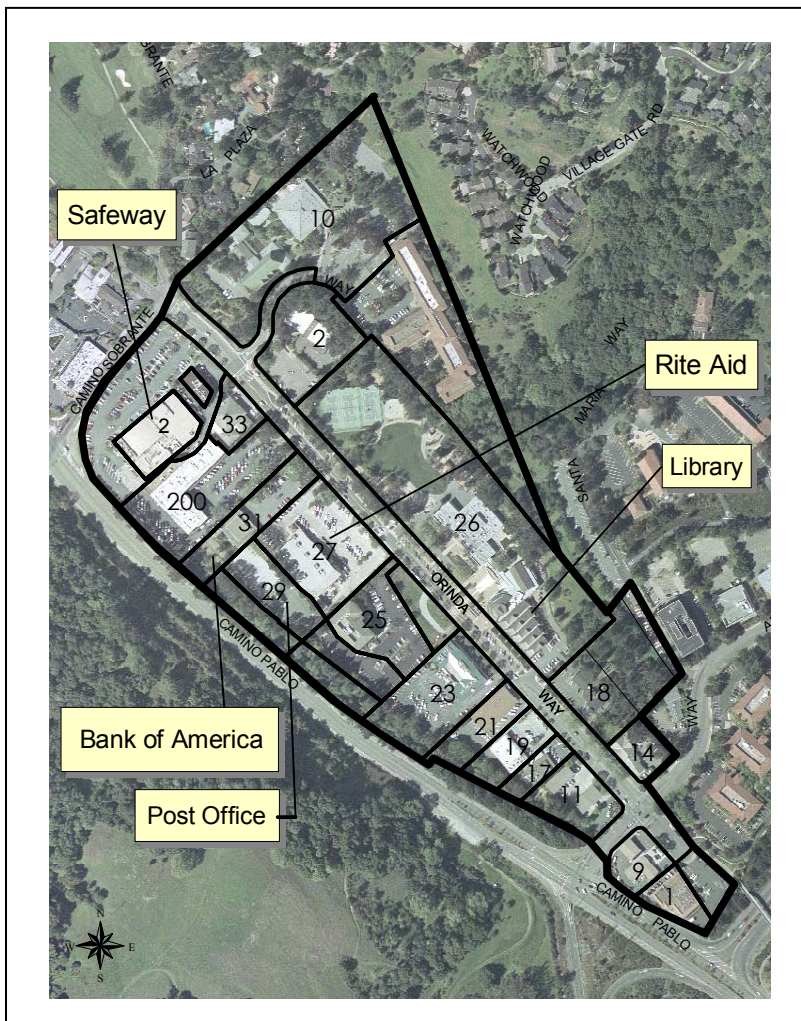 SOBRANTE
LA PLAZA
WATCHWOOD
RD
VILLAGE GATE RD
WATCHWOOD
10
Safeway
WAY
2
CAMINO SOBRANTE
WAY
Rite Aid
MARIA
33
2
SANTA
Library
200
31
26
27
ORINDA
29
25
CAMINO PABLO
18
23
WAY
WAY
21
Bank of America
19
14
17
11
Post Office
9
1
CAMINO PABLO
N
W E
S